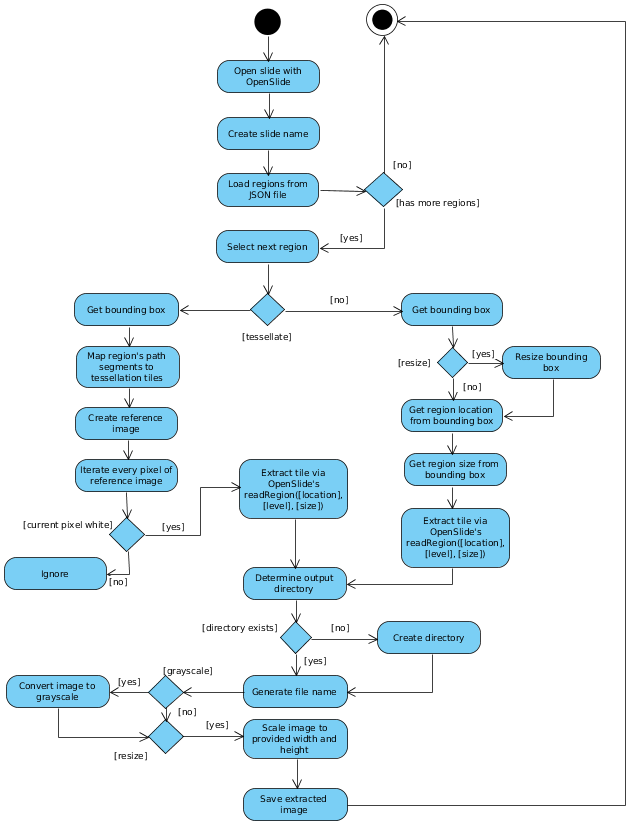 Open slide with
OpenSlide
Create slide name
[no]
Load regions from
JSON file
[has more regions]
[yes]
Select next region
Get bounding box
[no]
Get bounding box
[tessellate]
Map region's path
segments to
tessellation tiles
[resize]
[yes]
Resize bounding
box
[no]
Create reference
image
Get region location
from bounding box
Iterate every pixel of
reference image
Extract tile via
OpenSlide's
readRegion([location],
[level], [size])
Get region size from
bounding box
[current pixel white]
[yes]
Extract tile via
OpenSlide's
readRegion([location],
[level], [size])
Ignore
[no]
Determine output
directory
[directory exists]
[no]
Create directory
[yes]
[grayscale]
Convert image to
grayscale
[yes]
Generate file name
[no]
[yes]
Scale image to
provided width and
height
[resize]
Save extracted
image